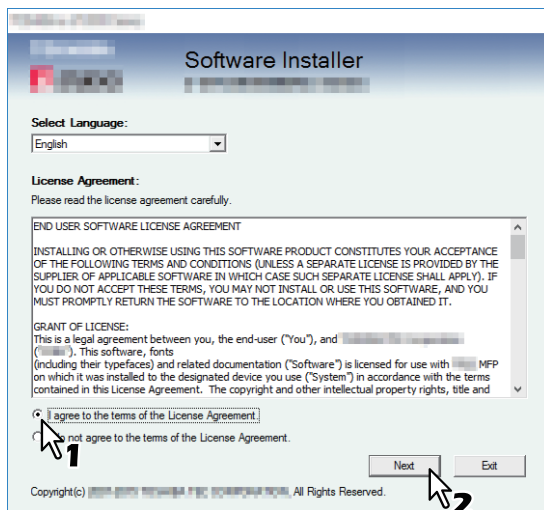 Software Installer
Select Language:
English
License Agreement:
Please read the license agreement carefully.
END USER SOFTWARE LICENSE AGREEMENT
INSTALLING OR OTHERWISE USING THIS SOFTWARE PRODUCT CONSTITUTES YOUR ACCEPTANCE
OF THE FOLLOWING TERMS AND CONDITIONS (UNLESS A SEPARATE LICENSE IS PROVIDED BY THE
SUPPLIER OF APPLICABLE SOFTWARE IN WHICH CASE SUCH SEPARATE LICENSE SHALL APPLY). IF
YOU DO NOT ACCEPT THESE TERMS, YOU MAY NOT INSTALL OR USE THIS SOFTWARE, AND YOU
MUST PROMPTLY RETURN THE SOFTWARE TO THE LOCATION WHERE YOU OBTAINED IT.
GRANT OF LICENSE:
This is a legal agreement between you, the end-user ("You"), and
(" "). This software, fonts
(including their typefaces) and related documentation ("Software") is licensed for use with MFP
on which it was installed to the designated device you use ("System") in accordance with the terms
contained in this License Agreement. The copyright and other intellectual property rights, title and
I agree to the terms of the License Agreement.
not agree to the terms of the License Agreement.
1
Next
Exit
Copyright(c) All Rights Reserved.
2